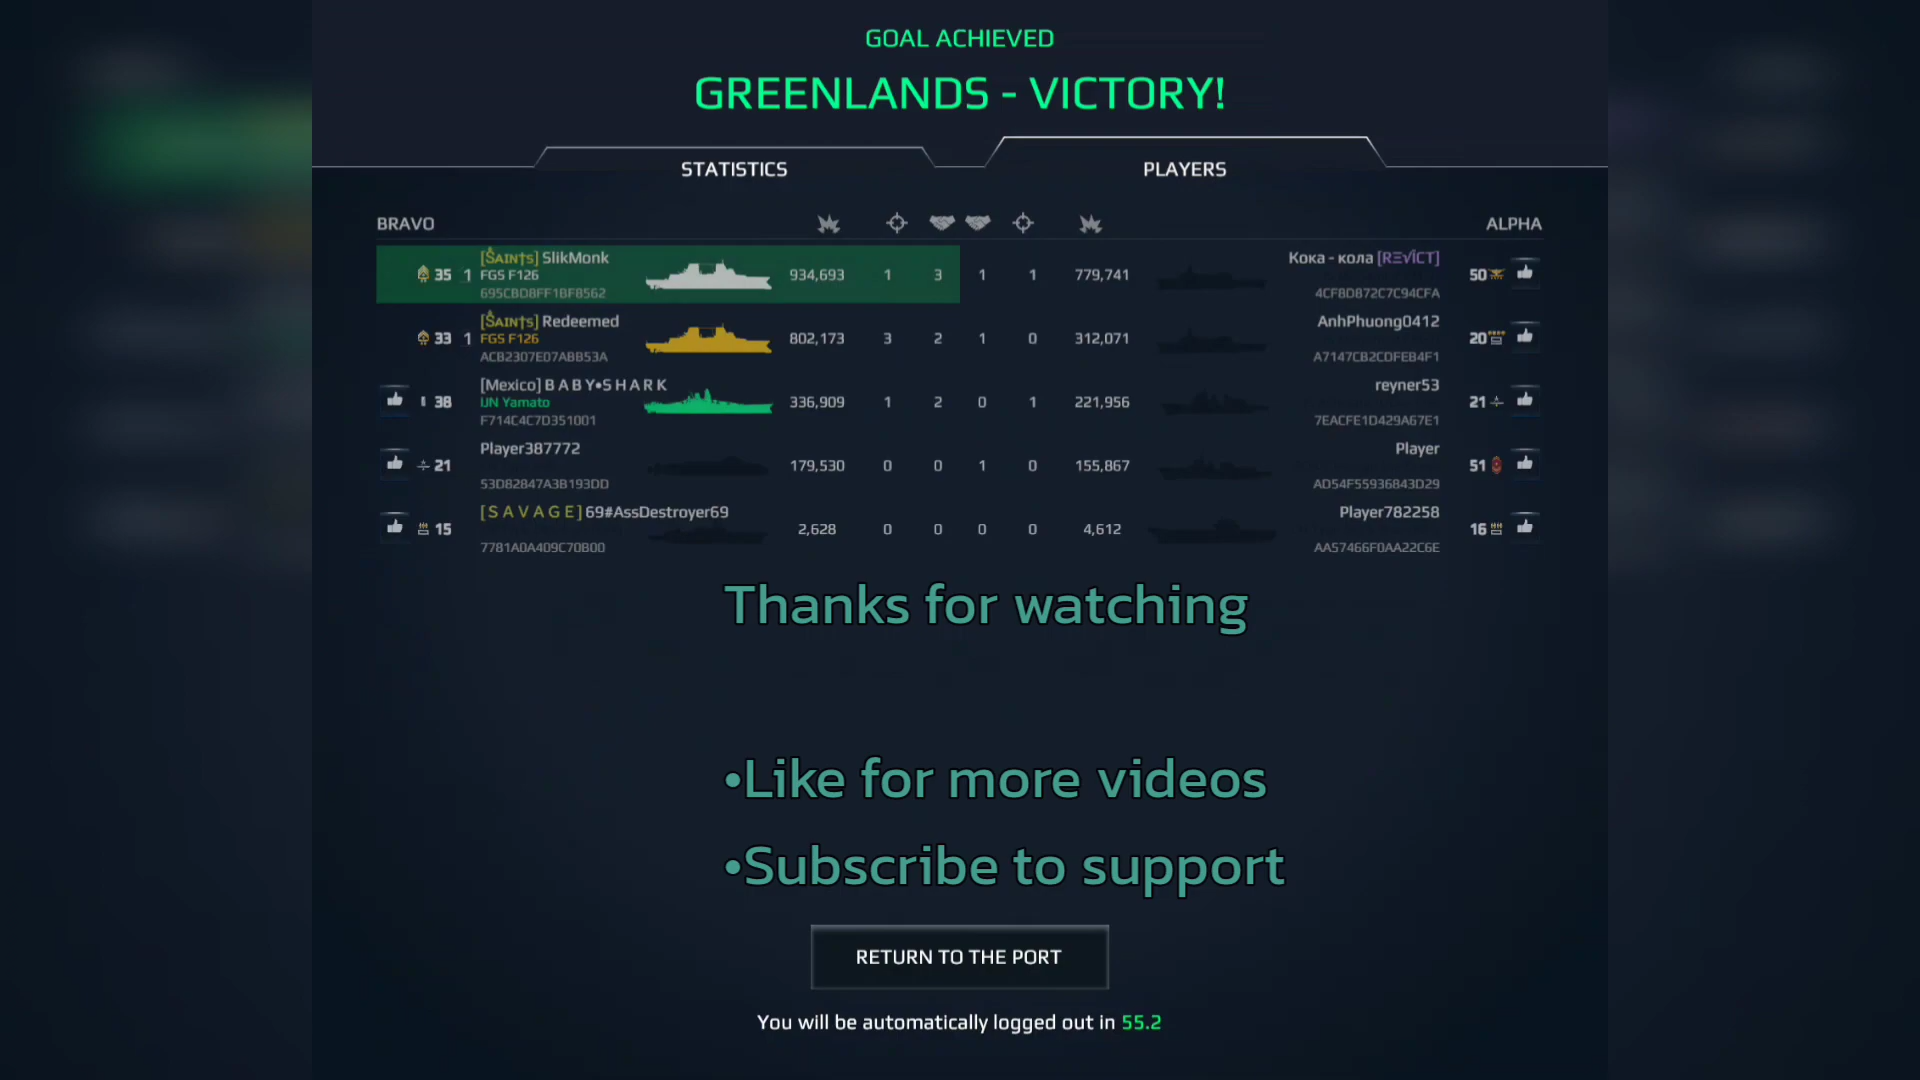 GOAL ACHIEVED
GREENLANDS - VICTORY!
STATISTICS PLAYERS
BRAVO ALPHA
[ŜAIN†s] SlikMonk Кока - кола [RΞVÍCT]
35 1 FGS F126 934,693 1 3 1 1 779,741 50
695CBD8FF1BF8562 4CFBD872C7C94CFA
[ŜAIN†s] Redeemed AnhPhuong0412
33 1 FGS F126 802,173 3 2 1 0 312,071 20
ACB2307E07ABB53A A7147CB2CDFEB4F1
[Mexico] B A B Y•S H A R K reyner53
38 IJN Yamato 336,909 1 2 0 1 221,956 21
F714C4C7D351001 7EACFE1D429A67E1
Player387772 Player
21 179,530 0 0 1 0 155,867 51
53D82847A3B193DD AD54F55936843D29
[S A V A G E] 69#AssDestroyer69 Player782258
15 2,628 0 0 0 0 4,612 16
7781A0A409C70B00 AA57466F0AA22C6E
Thanks for watching
•Like for more videos
•Subscribe to support
RETURN TO THE PORT
You will be automatically logged out in 55.2